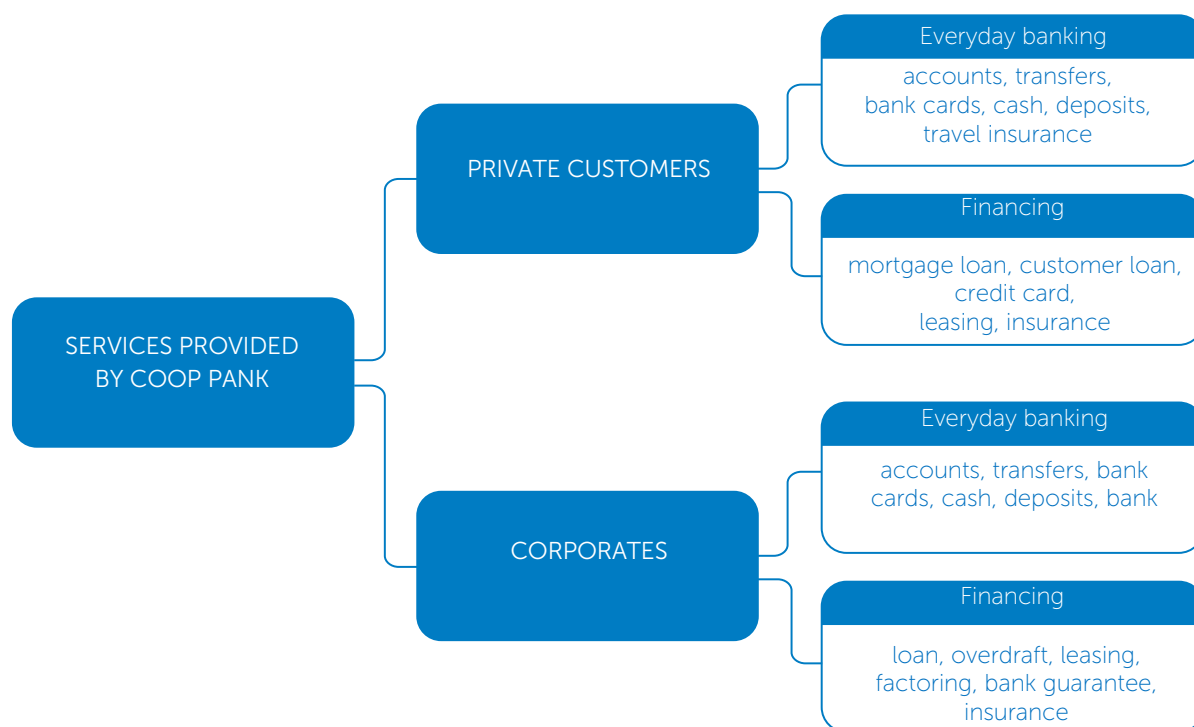 SERVICES PROVIDED
BY COOP PANK
PRIVATE CUSTOMERS
Everyday banking
accounts, transfers,
bank cards, cash, deposits,
travel insurance
Financing
mortgage loan, customer loan,
credit card,
leasing, insurance
CORPORATES
Everyday banking
accounts, transfers, bank
cards, cash, deposits, bank
Financing
loan, overdraft, leasing,
factoring, bank guarantee,
insurance